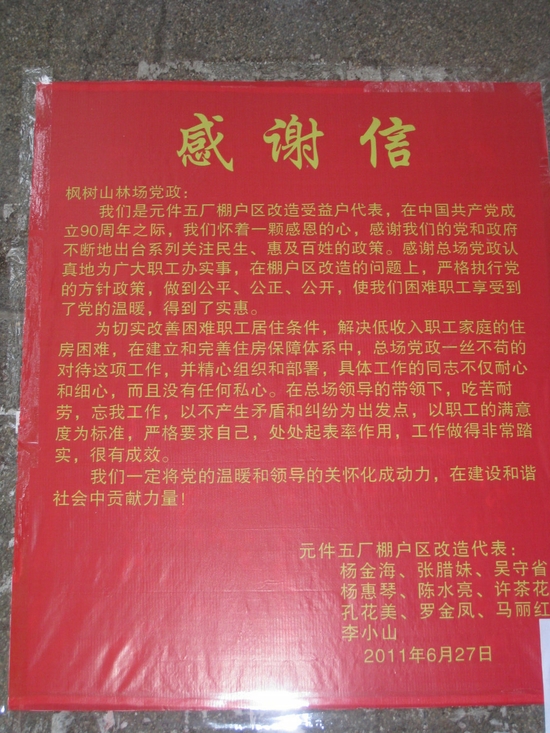 感谢信
枫树山林场党政：
我们是元件五厂棚户区改造受益户代表，在中国共产党成
立90周年之际，我们怀着一颗感恩的心，感谢我们的党和政府
不断地出台系列关注民生、惠及百姓的政策。感谢总场党政认
真地为广大职工办实事，在棚户区改造的问题上，严格执行党
的方针政策，做到公平、公正、公开，使我们困难职工享受到
了党的温暖，得到了实惠。
为切实改善困难职工居住条件，解决低收入职工家庭的住
房困难，在建立和完善住房保障体系中，总场党政一丝不苟的
对待这项工作，并精心组织和部署，具体工作的同志不仅耐心
和细心，而且没有任何私心。在总场领导的带领下，吃苦耐
劳，忘我工作，以不产生矛盾和纠纷为出发点，以职工的满意
度为标准，严格要求自己，处处起表率作用，工作做得非常踏
实，很有成效。
我们一定将党的温暖和领导的关怀化成动力，在建设和谐
社会中贡献力量！
元件五厂棚户区改造代表：
杨金海、张腊妹、吴守省
杨惠琴、陈水亮、许茶花
孔花美、罗金凤、马丽红
李小山
2011年6月27日